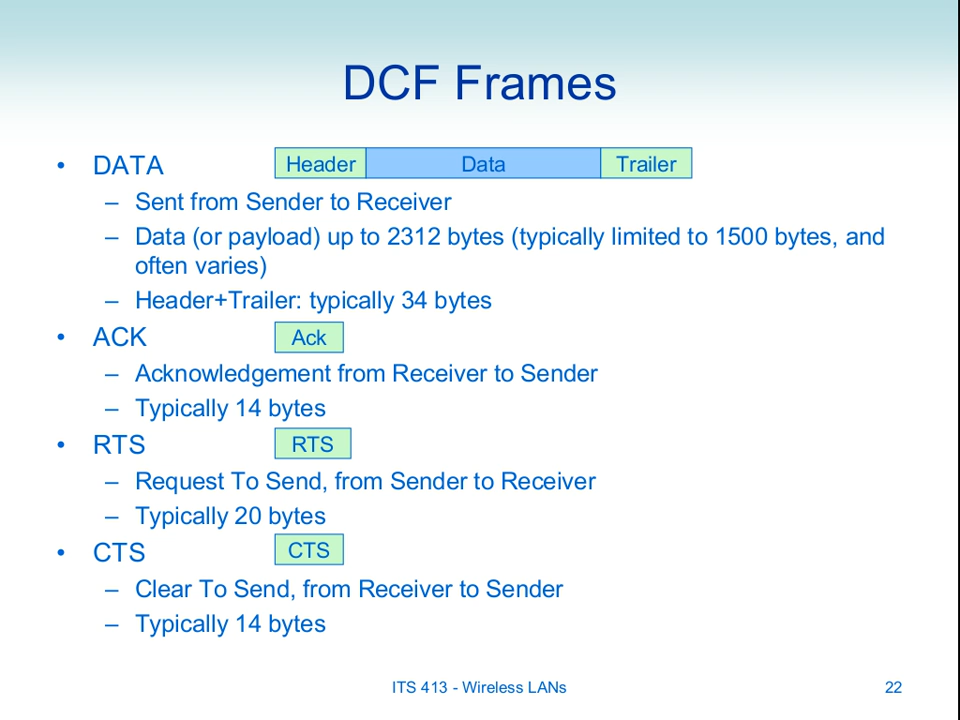 DCF Frames
• DATA
Header Data Trailer
– Sent from Sender to Receiver
– Data (or payload) up to 2312 bytes (typically limited to 1500 bytes, and
often varies)
– Header+Trailer: typically 34 bytes
• ACK
Ack
– Acknowledgement from Receiver to Sender
– Typically 14 bytes
• RTS
RTS
– Request To Send, from Sender to Receiver
– Typically 20 bytes
• CTS
CTS
– Clear To Send, from Receiver to Sender
– Typically 14 bytes
ITS 413 - Wireless LANs
22